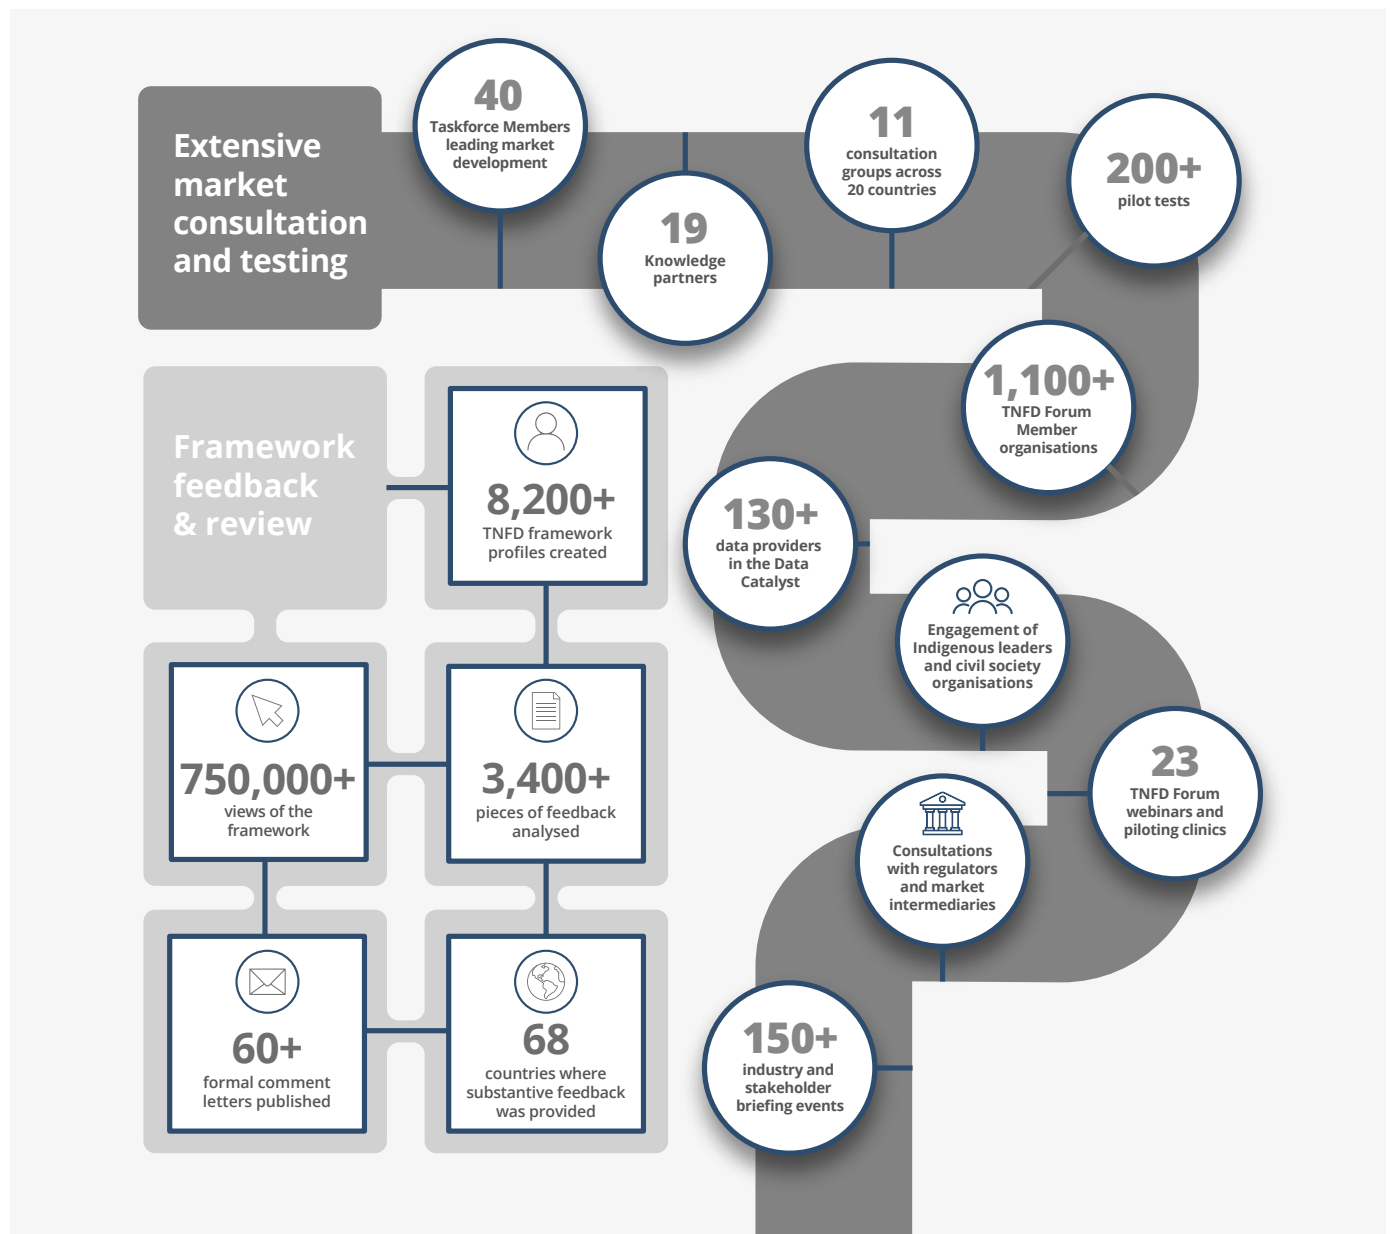 Extensive
market
consultation
and testing
40
Taskforce Members
leading market
development
19
Knowledge
partners
11
consultation
groups across
20 countries
200+
pilot tests
1,100+
TNFD Forum
Member
organisations
130+
data providers
in the Data
Catalyst
Engagement of
Indigenous leaders
and civil society
organisations
23
TNFD Forum
webinars and
piloting clinics
Consultations
with regulators
and market
intermediaries
150+
industry and
stakeholder
briefing events
Framework
feedback
& review
8,200+
TNFD framework
profiles created
750,000+
views of the
framework
3,400+
pieces of feedback
analysed
60+
formal comment
letters published
68
countries where
substantive feedback
was provided